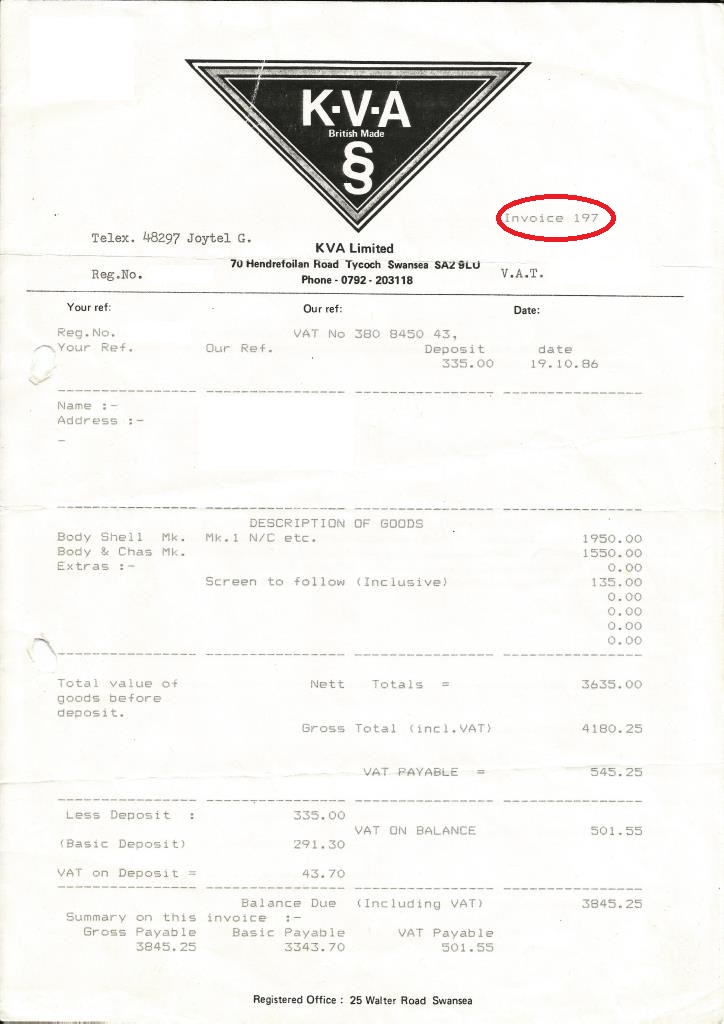 K·V·A
British Made
§
Invoice 197
Telex. 48297 Joytel G.
KVA Limited
70 Hendrefoilan Road Tycoch Swansea SA2 9LU
Reg.No.
V.A.T.
Phone - 0792 - 203118
Your ref: Our ref: Date:
Reg.No. VAT No 380 8450 43,
Your Ref. Our Ref. Deposit date
335.00 19.10.86
Name :-
Address :-
–
DESCRIPTION OF GOODS
Body Shell Mk. Mk.1 N/C etc. 1950.00
Body & Chas Mk. 1550.00
Extras :- 0.00
Screen to follow (Inclusive) 135.00
0.00
0.00
0.00
0.00
Total value of Nett Totals = 3635.00
goods before
deposit.
Gross Total (incl.VAT) 4180.25
VAT PAYABLE = 545.25
Less Deposit : 335.00
VAT ON BALANCE 501.55
(Basic Deposit) 291.30
VAT on Deposit = 43.70
Balance Due (Including VAT) 3845.25
Summary on this invoice :-
Gross Payable Basic Payable VAT Payable
3845.25 3343.70 501.55
Registered Office : 25 Walter Road Swansea